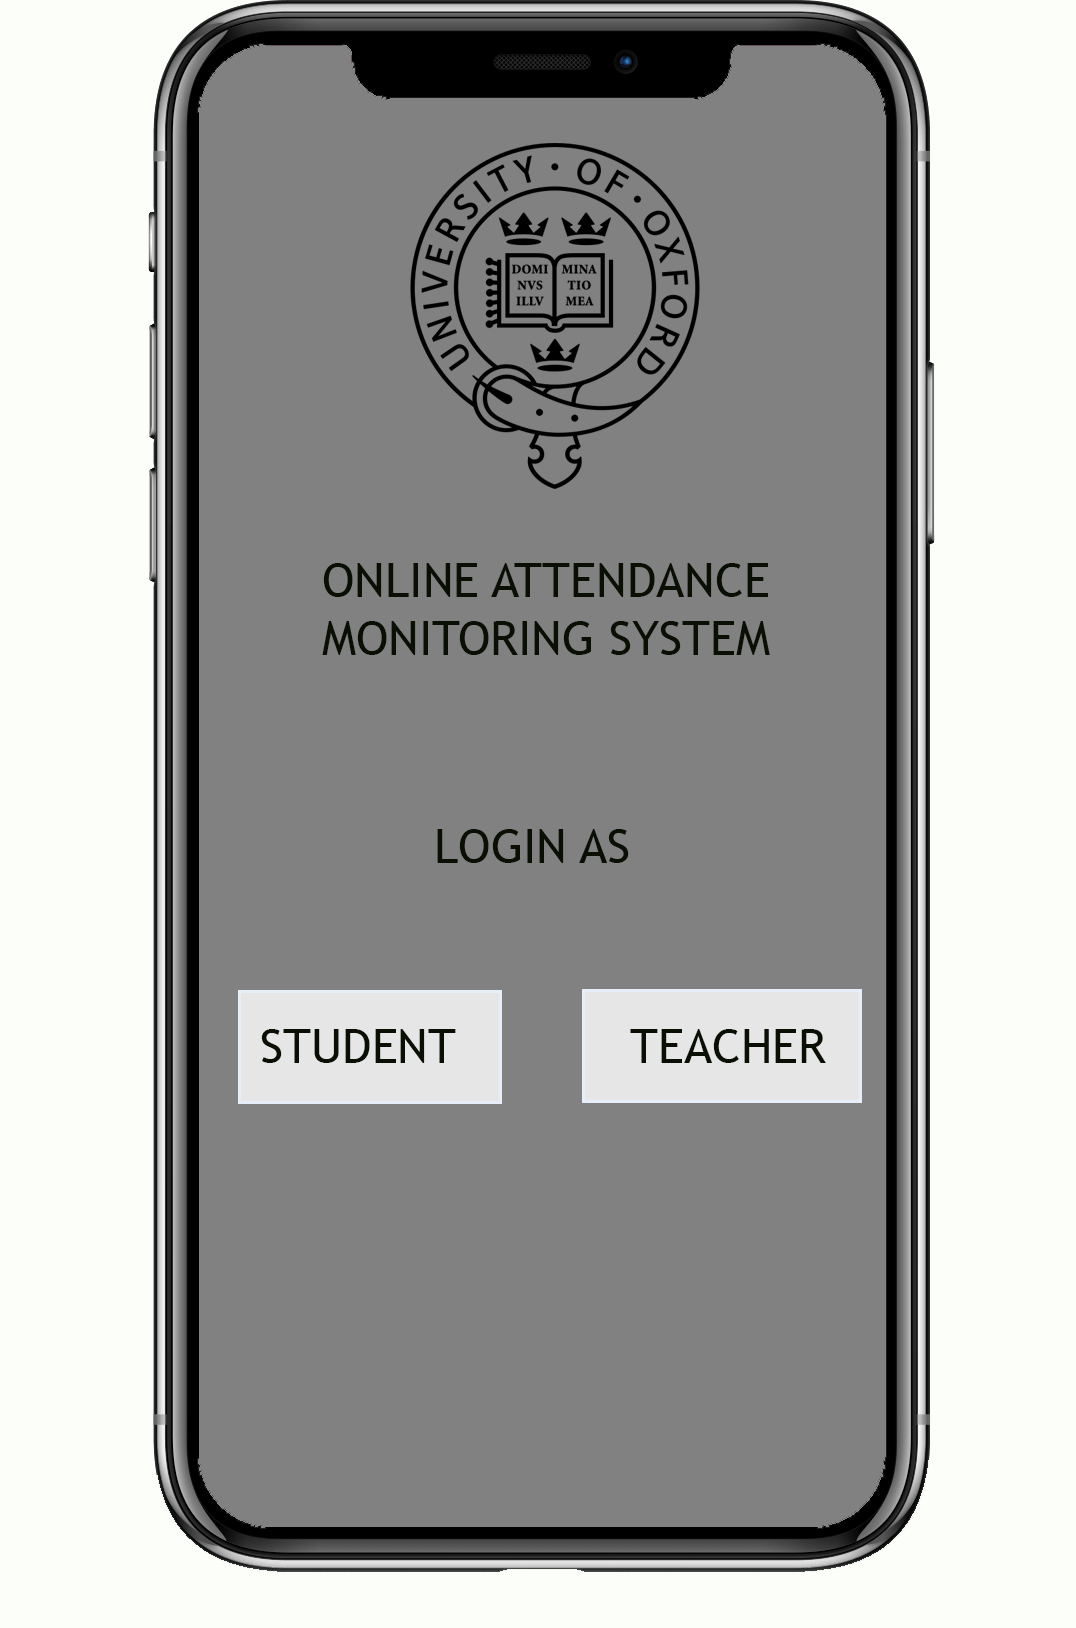 UNIVERSITY · OF · OXFORD
DOMI MINA
NVS TIO
ILLV MEA
ONLINE ATTENDANCE
MONITORING SYSTEM
LOGIN AS
STUDENT TEACHER